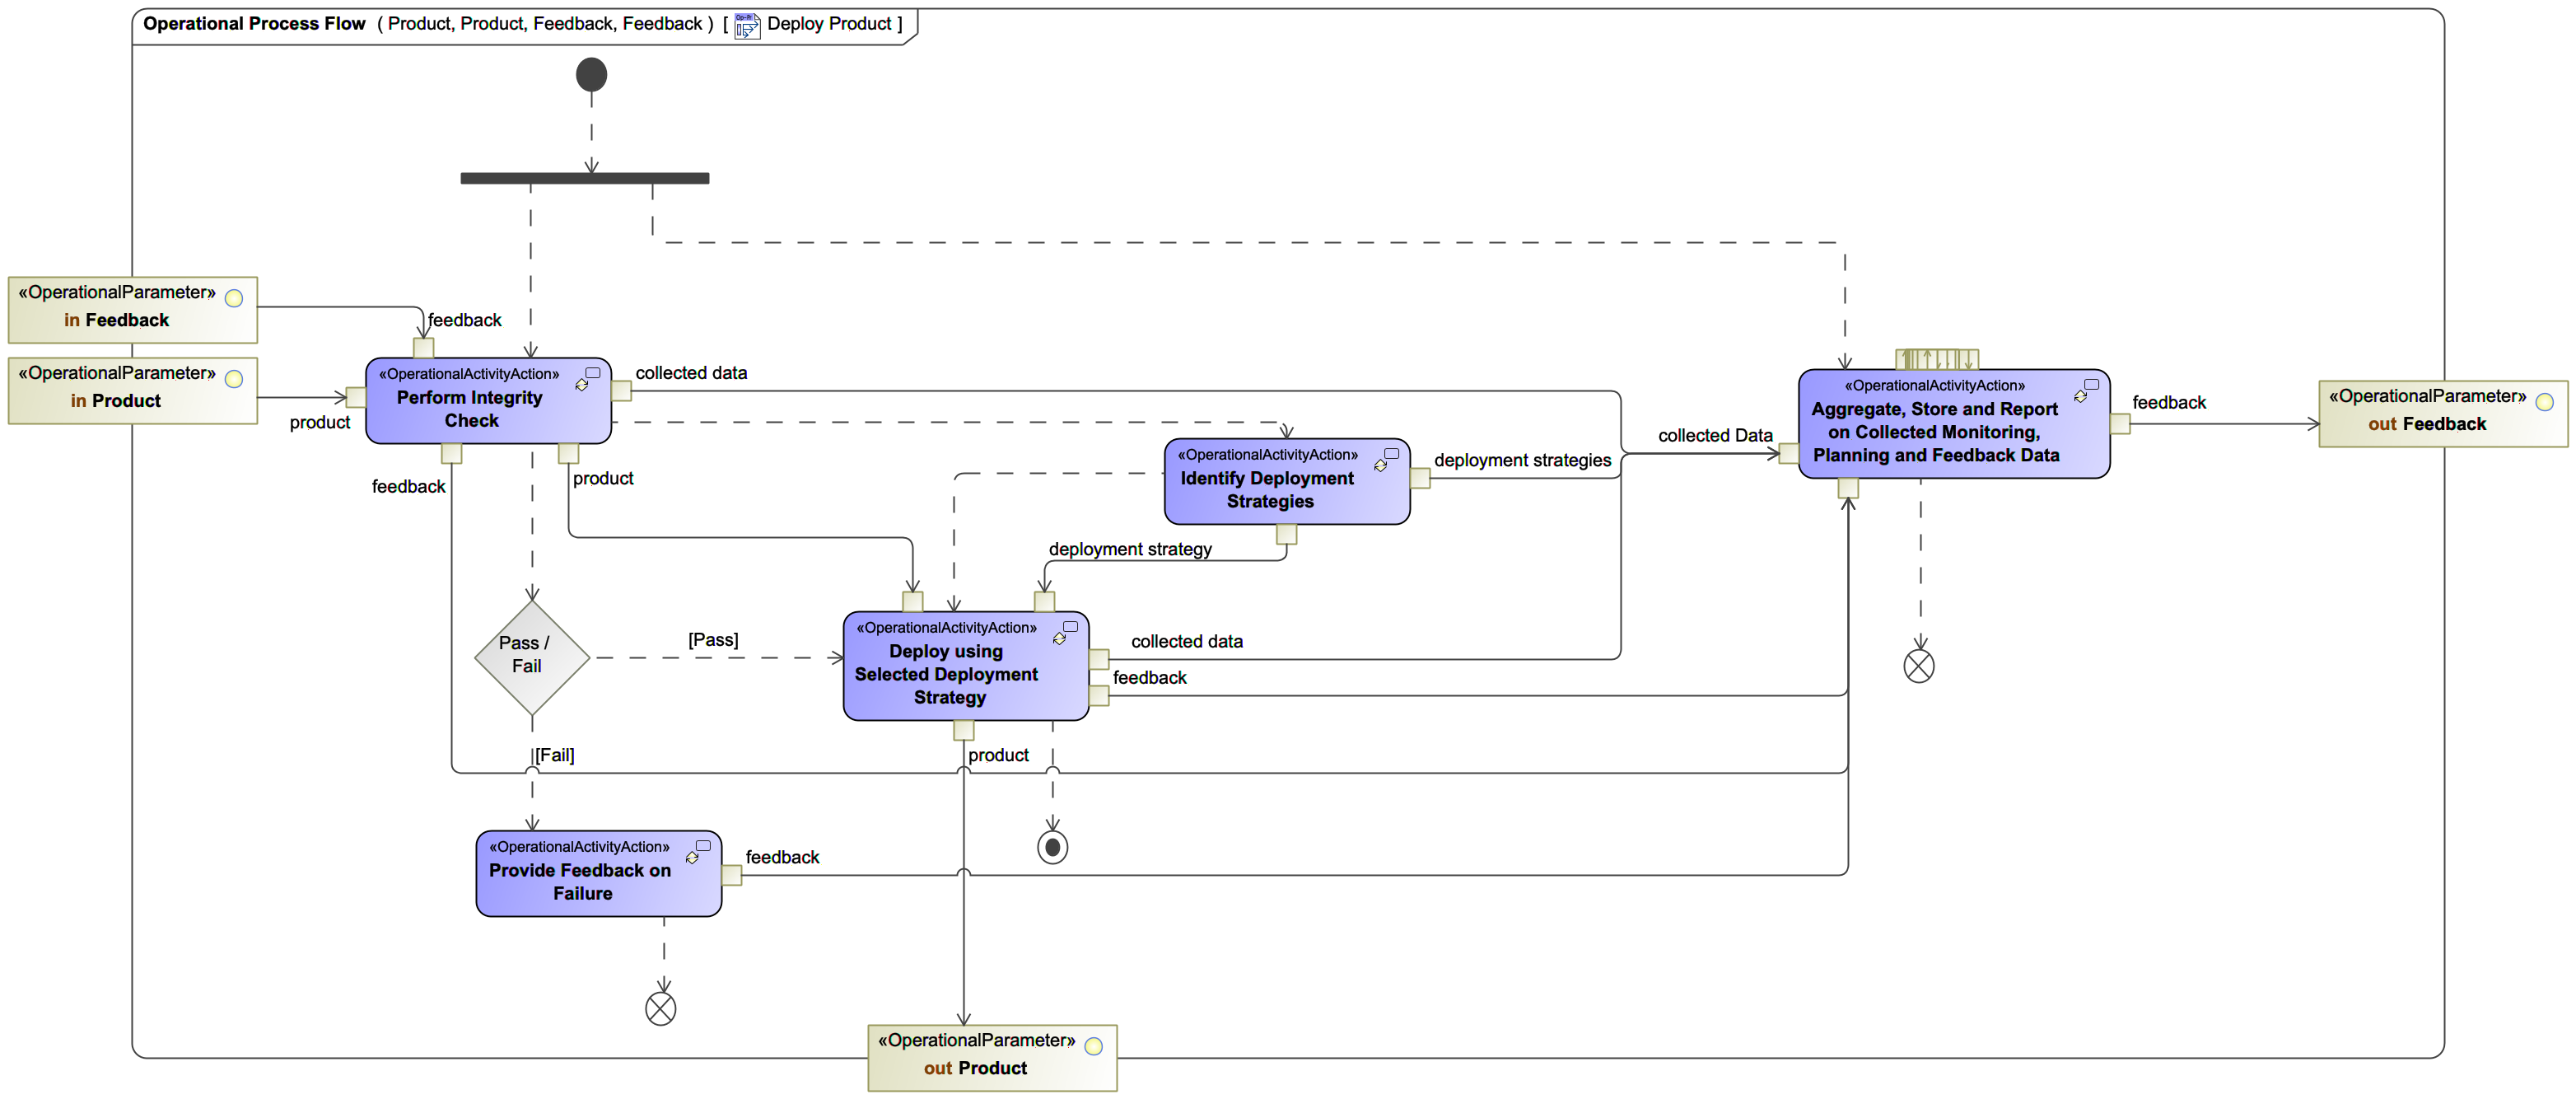 Operational Process Flow ( Product, Product, Feedback, Feedback ) [ Deploy Product ]
«OperationalParameter»
in Feedback
feedback
«OperationalParameter»
in Product
product
«OperationalActivityAction»
Perform Integrity
Check
collected data
feedback
product
«OperationalActivityAction»
Identify Deployment
Strategies
deployment strategies
deployment strategy
collected Data
«OperationalActivityAction»
Aggregate, Store and Report
on Collected Monitoring,
Planning and Feedback Data
feedback
«OperationalParameter»
out Feedback
Pass /
Fail
[Pass]
[Fail]
«OperationalActivityAction»
Deploy using
Selected Deployment
Strategy
collected data
feedback
product
«OperationalActivityAction»
Provide Feedback on
Failure
feedback
«OperationalParameter»
out Product